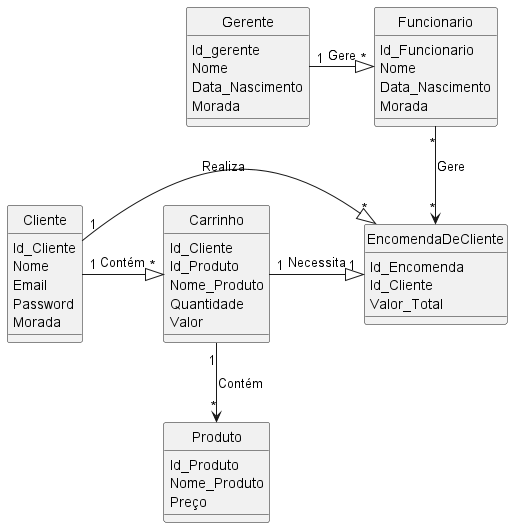 Gerente
Id_gerente
Nome
Data_Nascimento
Morada
1 Gere *
Funcionario
Id_Funcionario
Nome
Data_Nascimento
Morada
*
Gere
*
Realiza
1
*
Cliente
Id_Cliente
Nome
Email
Password
Morada
1 Contém *
Carrinho
Id_Cliente
Id_Produto
Nome_Produto
Quantidade
Valor
1 Necessita 1
EncomendaDeCliente
Id_Encomenda
Id_Cliente
Valor_Total
1
Contém
*
Produto
Id_Produto
Nome_Produto
Preço